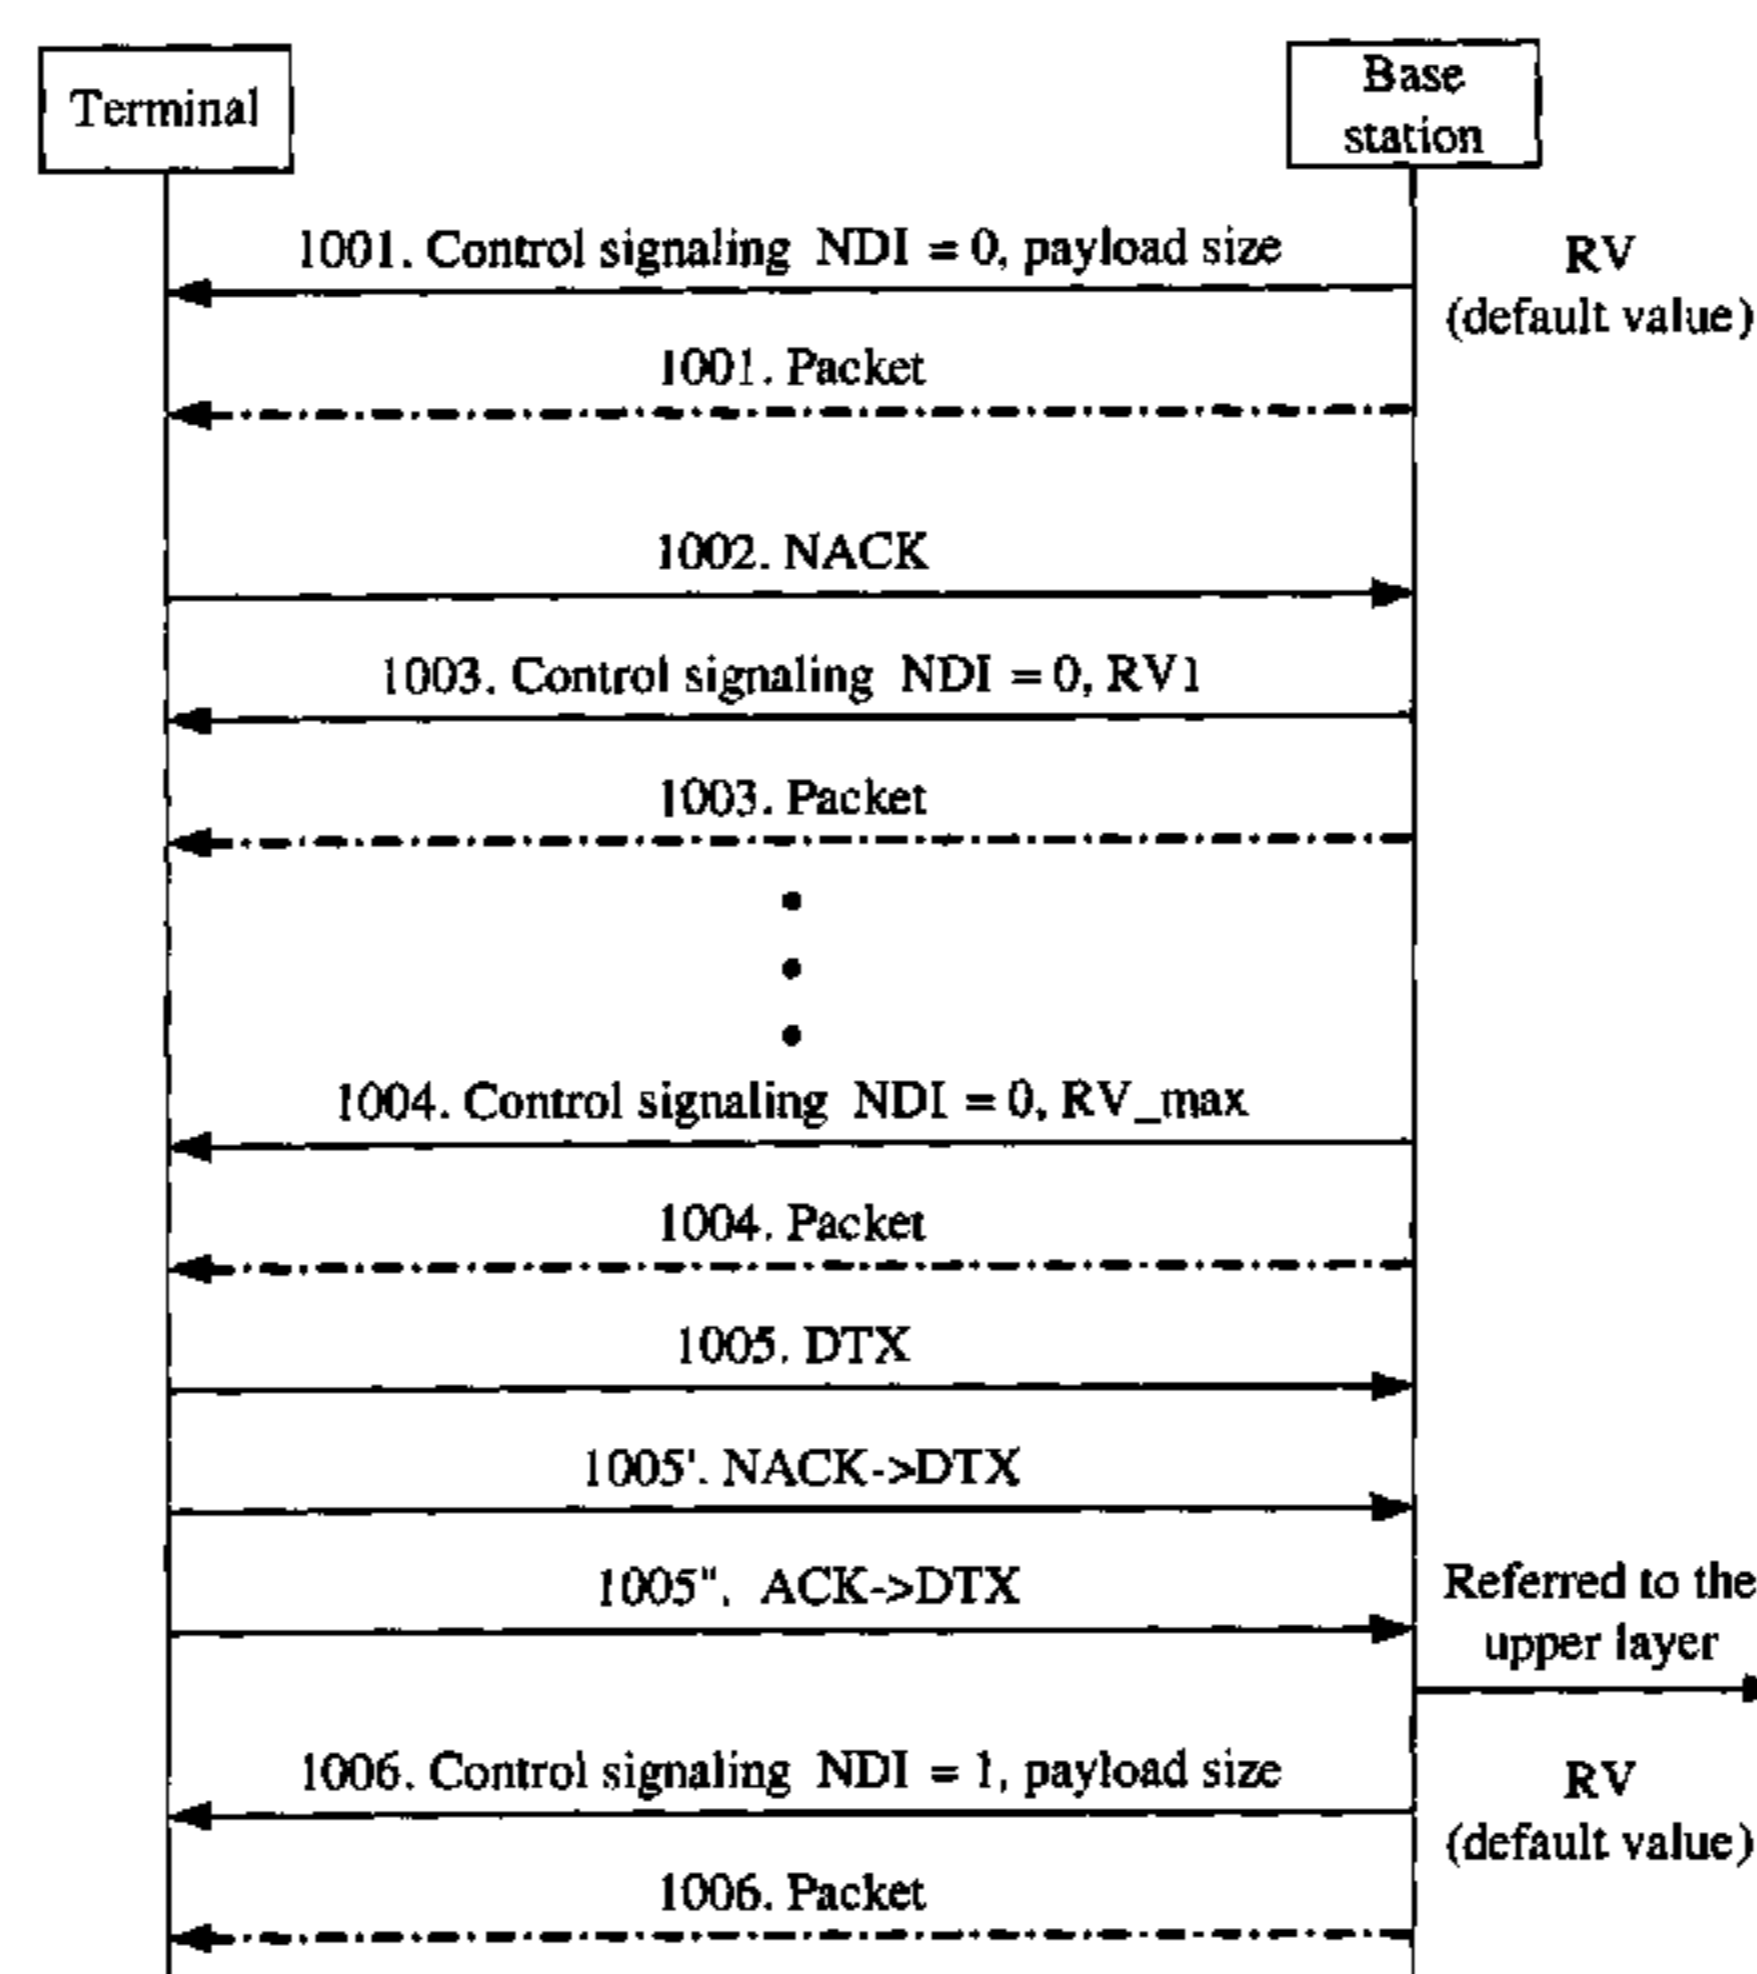 Terminal
Base
station
1001. Control signaling NDI = 0, payload size
RV
(default value)
1001. Packet
1002. NACK
1003. Control signaling NDI = 0, RV1
1003. Packet
1004. Control signaling NDI = 0, RV_max
1004. Packet
1005. DTX
1005'. NACK->DTX
1005". ACK->DTX
Referred to the
upper layer
1006. Control signaling NDI = 1, payload size
RV
(default value)
1006. Packet